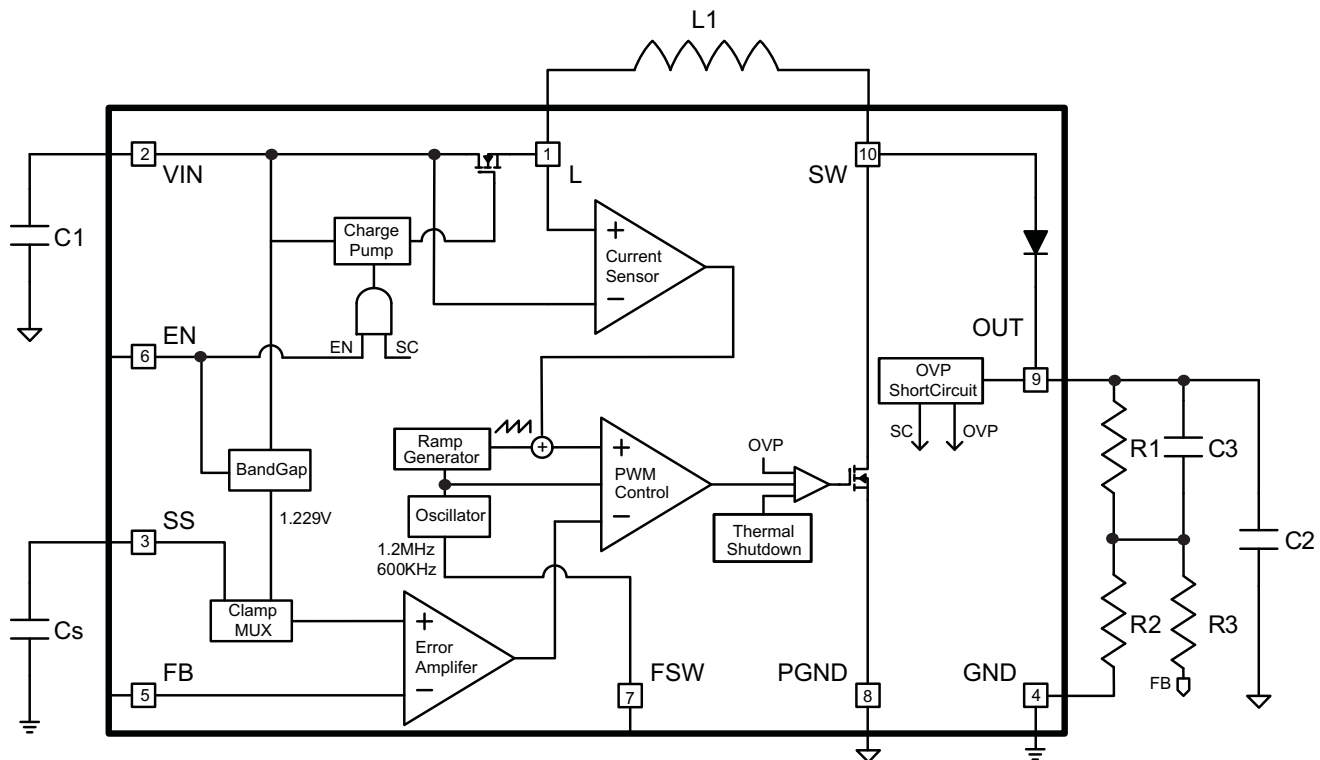 L1
2
VIN
1
L
10
SW
C1
Charge
Pump
+
Current
Sensor
−
EN
6
EN
SC
OUT
9
OVP
ShortCircuit
SC
OVP
R1
C3
Ramp
Generator
+
+
PWM
Control
−
OVP
BandGap
1.229V
Oscillator
1.2MHz
600KHz
Thermal
Shutdown
SS
3
C2
Cs
Clamp
MUX
+
Error
Amplifer
−
R2
R3
FB
5
FSW
7
PGND
8
GND
4
FB